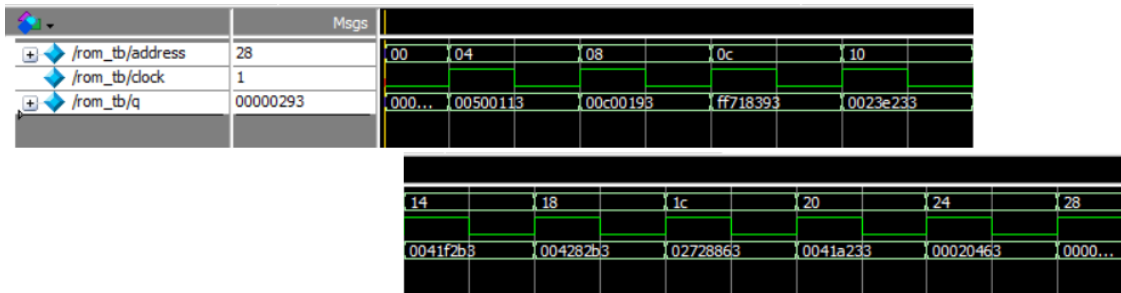 Msgs
/rom_tb/address 28 00 04 08 0c 10
/rom_tb/clock 1
/rom_tb/q 00000293 000... 00500113 00c00193 ff718393 0023e233
14 18 1c 20 24 28
0041f2b3 004282b3 02728863 0041a233 00020463 0000...